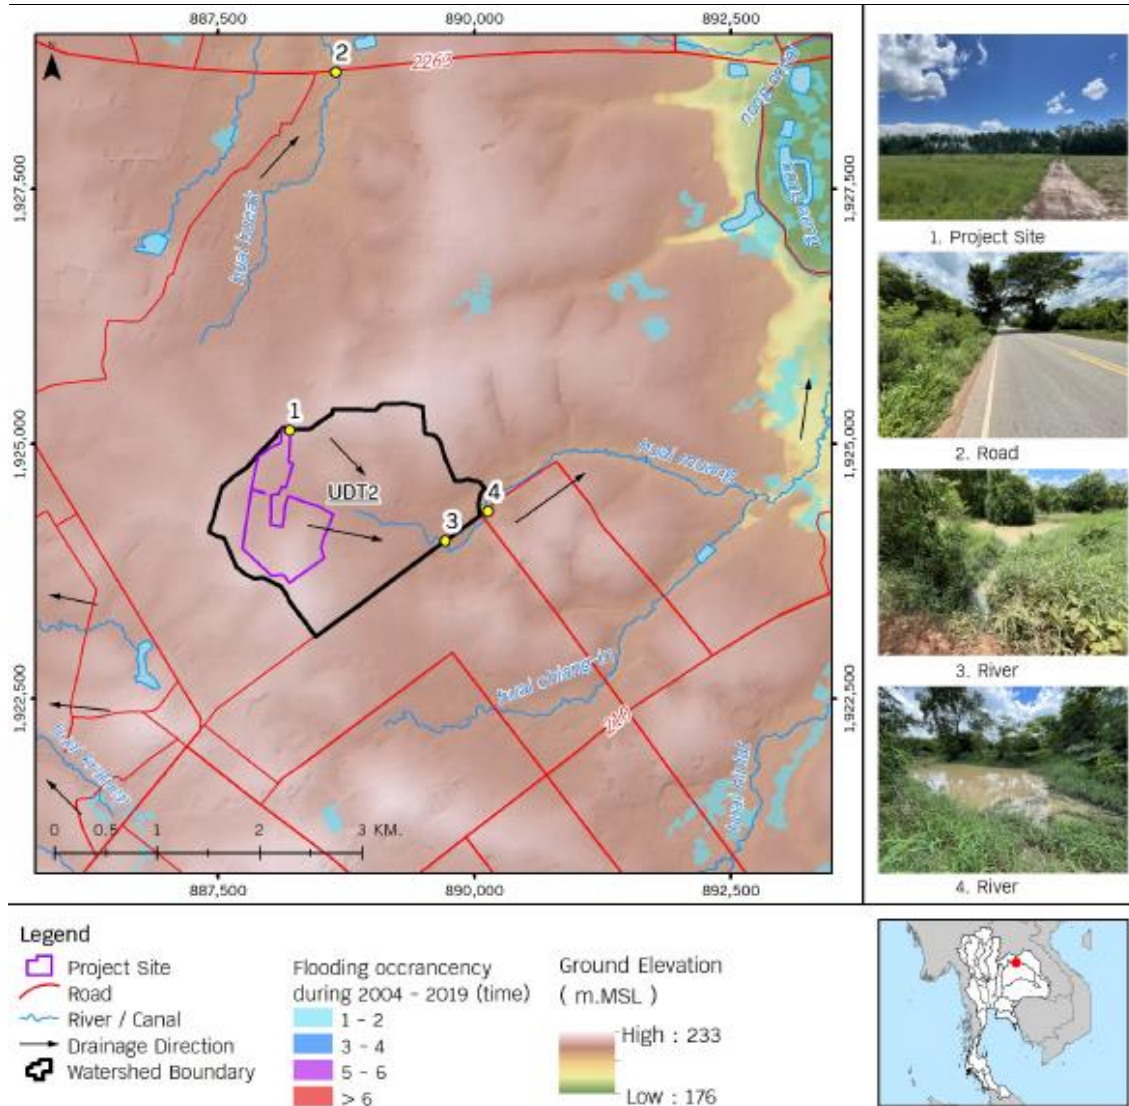 887,500
890,000
892,500
2
2263
1,927,500
1,927,500
1. Project Site
2. Road
1
1,925,000
1,925,000
huai muang
UDT2
4
3
3. River
huai chiang-in
1,922,500
1,922,500
0
0.5
1
2
3 KM.
887,500
890,000
892,500
4. River
Legend
Project Site
Road
River / Canal
Drainage Direction
Watershed Boundary
Flooding occrancency
during 2004 - 2019 (time)
1 - 2
3 - 4
5 - 6
> 6
Ground Elevation
( m.MSL )
High : 233
Low : 176